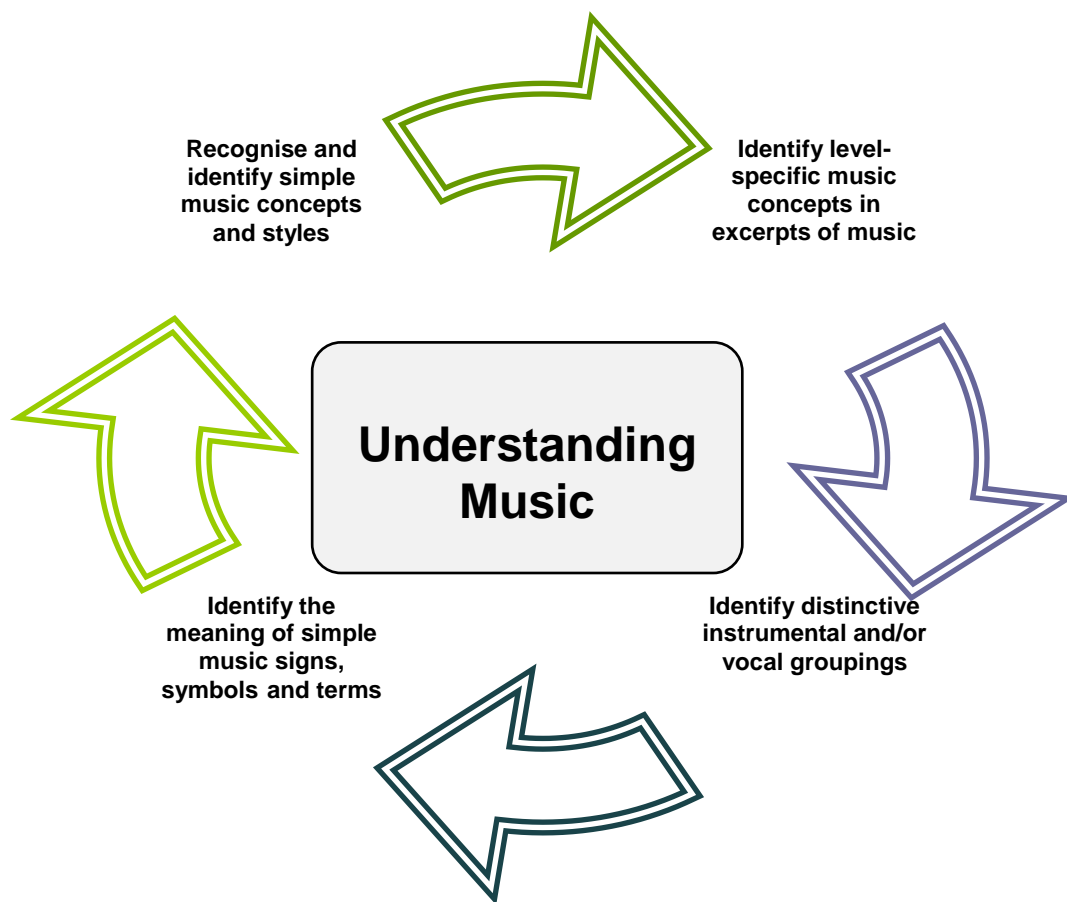 Recognise and
identify simple
music concepts
and styles
Identify level-
specific music
concepts in
excerpts of music
Understanding
Music
Identify the
meaning of simple
music signs,
symbols and terms
Identify distinctive
instrumental and/or
vocal groupings